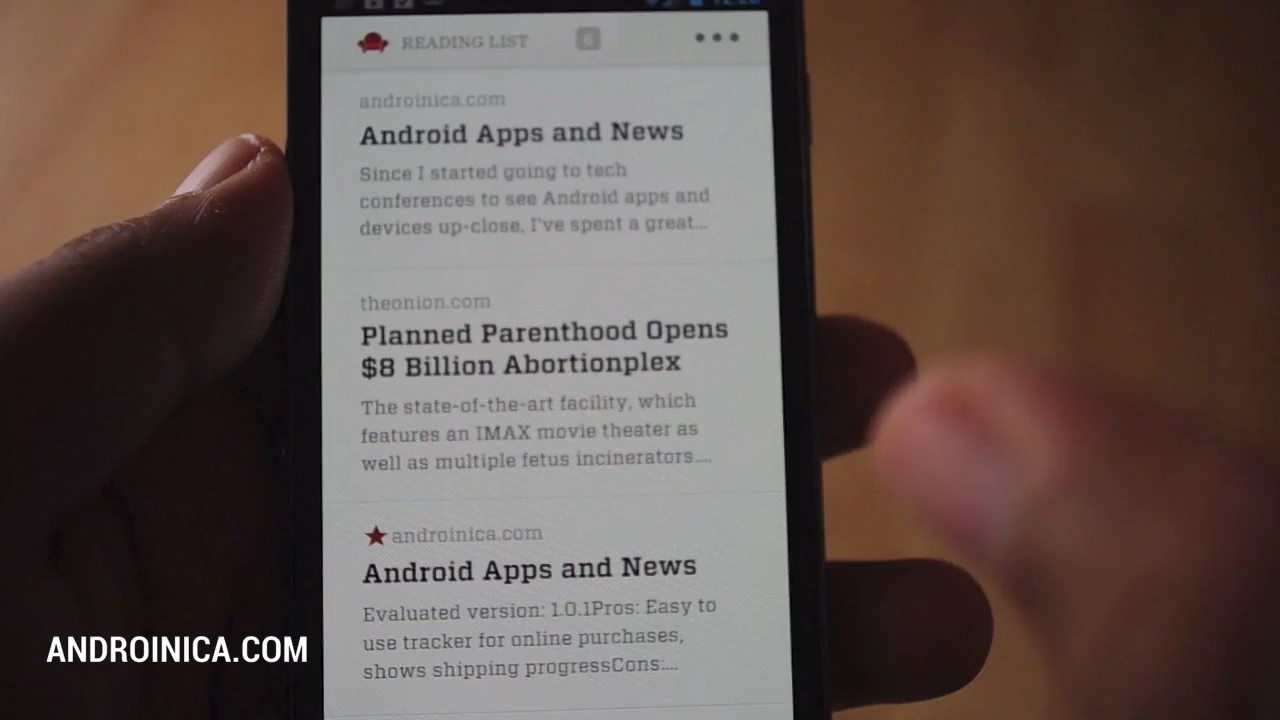 READING LIST
6
androinica.com
Android Apps and News
Since I started going to tech
conferences to see Android apps and
devices up-close, I've spent a great...
theonion.com
Planned Parenthood Opens
$8 Billion Abortionplex
The state-of-the-art facility, which
features an IMAX movie theater as
well as multiple fetus incinerators....
androinica.com
Android Apps and News
Evaluated version: 1.0.1Pros: Easy to
use tracker for online purchases,
shows shipping progressCons:...
ANDROINICA.COM